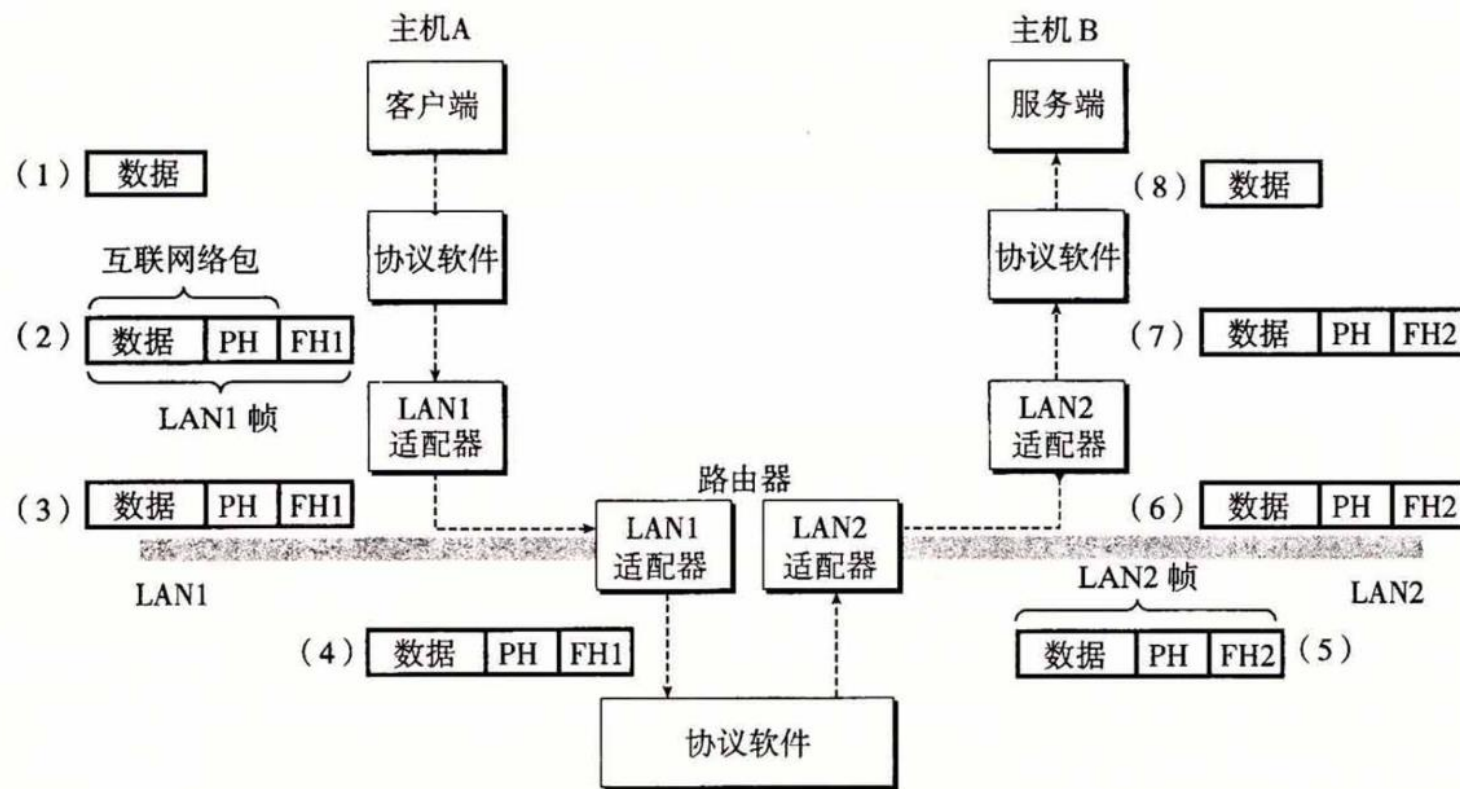 主机A
主机 B
客户端
服务端
(1) 数据
(8) 数据
协议软件
协议软件
互联网络包
(2) 数据 PH FH1
LAN1 帧
(7) 数据 PH FH2
LAN1
适配器
LAN2
适配器
(3) 数据 PH FH1
路由器
(6) 数据 PH FH2
LAN1
适配器
LAN2
适配器
LAN1
LAN2 帧
LAN2
(4) 数据 PH FH1
数据 PH FH2 (5)
协议软件